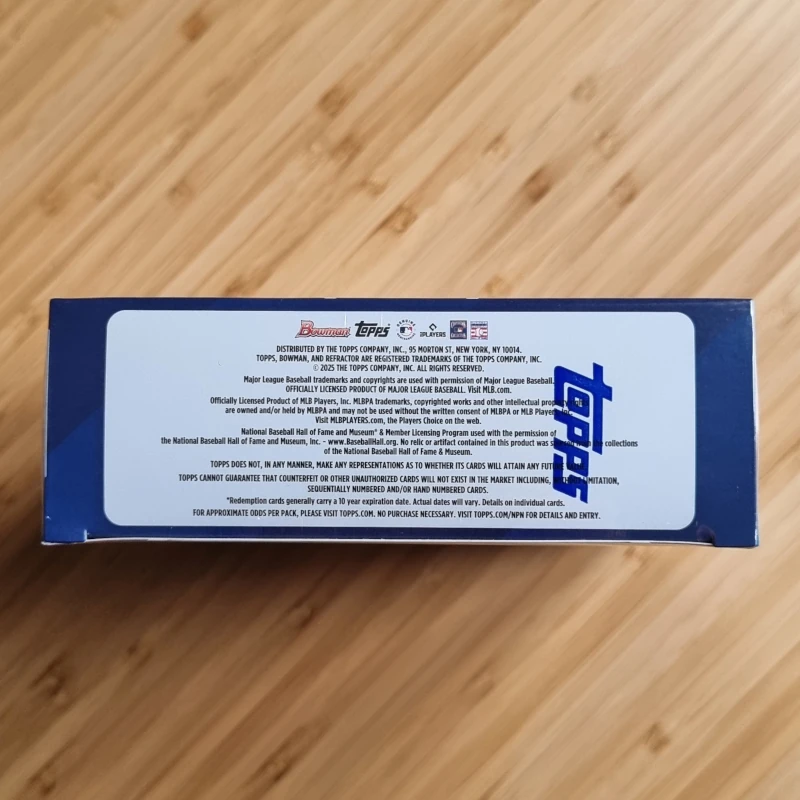 Bowman Topps PLAYERS
DISTRIBUTED BY THE TOPPS COMPANY, INC., 95 MORTON ST, NEW YORK, NY 10014.
TOPPS, BOWMAN, AND REFRACTOR ARE REGISTERED TRADEMARKS OF THE TOPPS COMPANY, INC.
© 2025 THE TOPPS COMPANY, INC. ALL RIGHTS RESERVED.
Major League Baseball trademarks and copyrights are used with permission of Major League Baseball.
OFFICIALLY LICENSED PRODUCT OF MAJOR LEAGUE BASEBALL. Visit MLB.com.
Officially Licensed Product of MLB Players, Inc. MLBPA trademarks, copyrighted works and other intellectual property
are owned and/or held by MLBPA and may not be used without the written consent of MLBPA or MLB Players, Inc.
Visit MLBPLAYERS.com, the Players Choice on the web.
National Baseball Hall of Fame and Museum® & Member Licensing Program used with the permission of
the National Baseball Hall of Fame and Museum, Inc. - www.BaseballHall.org. No relic or artifact contained in this product was the collections
of the National Baseball Hall of Fame & Museum.
TOPPS DOES NOT, IN ANY MANNER, MAKE ANY REPRESENTATIONS AS TO WHETHER ITS CARDS WILL ATTAIN ANY FUTURE
TOPPS CANNOT GUARANTEE THAT COUNTERFEIT OR OTHER UNAUTHORIZED CARDS WILL NOT EXIST IN THE MARKET INCLUDING, WITHOUT LIMITATION,
SEQUENTIALLY NUMBERED AND/OR HAND NUMBERED CARDS.
*Redemption cards generally carry a 10 year expiration date. Actual dates will vary. Details on individual cards.
FOR APPROXIMATE ODDS PER PACK, PLEASE VISIT TOPPS.COM. NO PURCHASE NECESSARY. VISIT TOPPS.COM/NPN FOR DETAILS AND ENTRY.
Topps